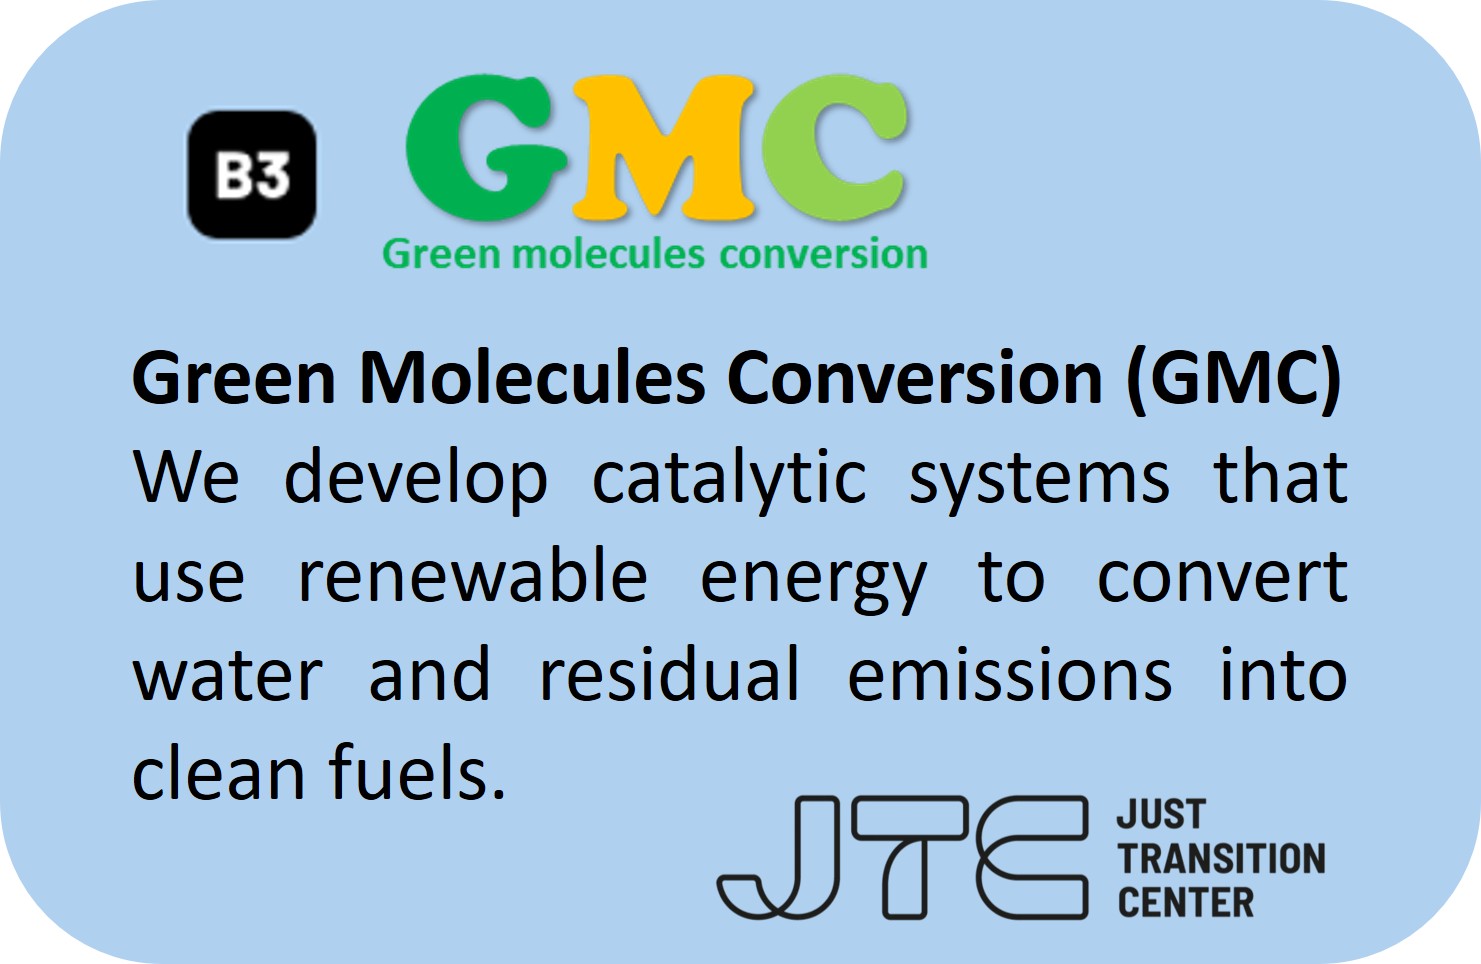 B3
GMC
Green molecules conversion
Green Molecules Conversion (GMC)
We develop catalytic systems that
use renewable energy to convert
water and residual emissions into
clean fuels.
JTC
JUST
TRANSITION
CENTER